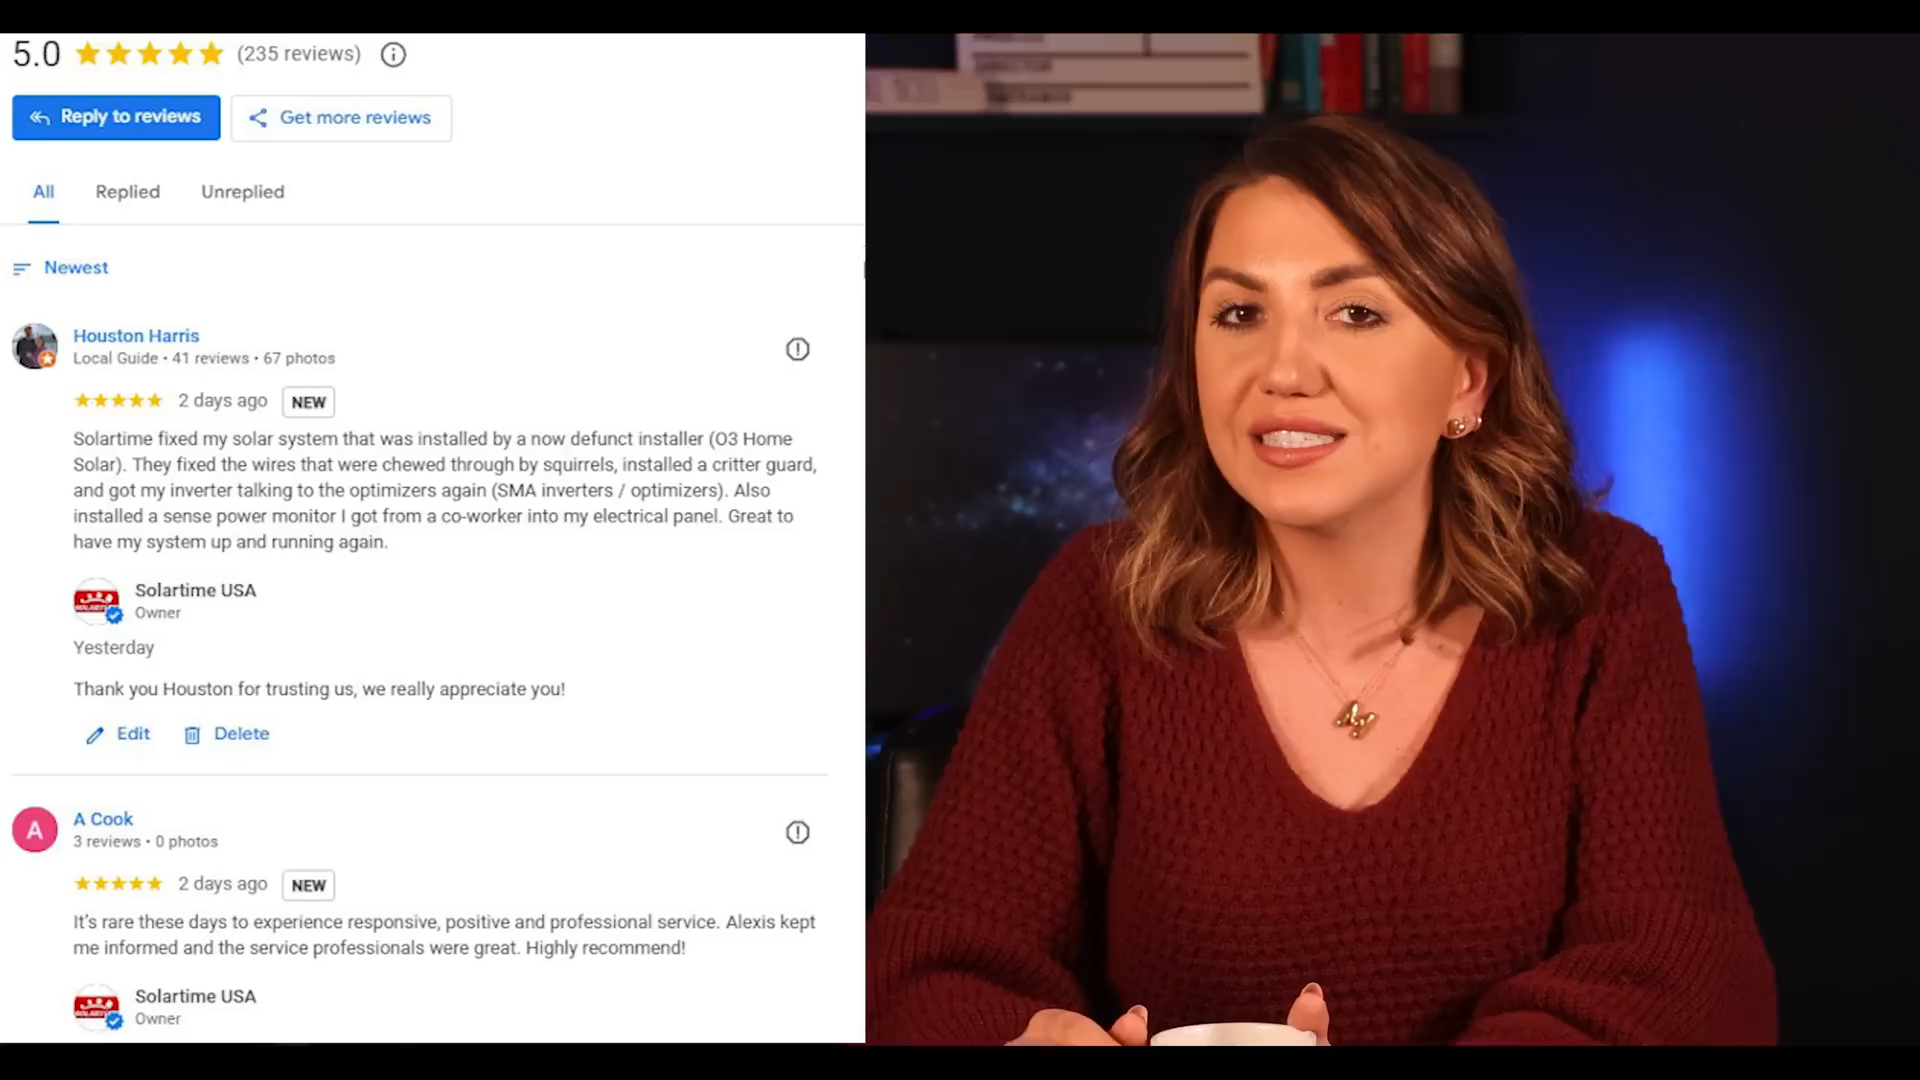 5.0 (235 reviews)
Reply to reviews
Get more reviews
All
Replied
Unreplied
Newest
Houston Harris
Local Guide • 41 reviews • 67 photos
2 days ago NEW
Solartime fixed my solar system that was installed by a now defunct installer (O3 Home
Solar). They fixed the wires that were chewed through by squirrels, installed a critter guard,
and got my inverter talking to the optimizers again (SMA inverters / optimizers). Also
installed a sense power monitor I got from a co-worker into my electrical panel. Great to
have my system up and running again.
Solartime USA
Owner
Yesterday
Thank you Houston for trusting us, we really appreciate you!
Edit
Delete
A
A Cook
3 reviews • 0 photos
2 days ago NEW
It's rare these days to experience responsive, positive and professional service. Alexis kept
me informed and the service professionals were great. Highly recommend!
Solartime USA
Owner
DIRECTOR